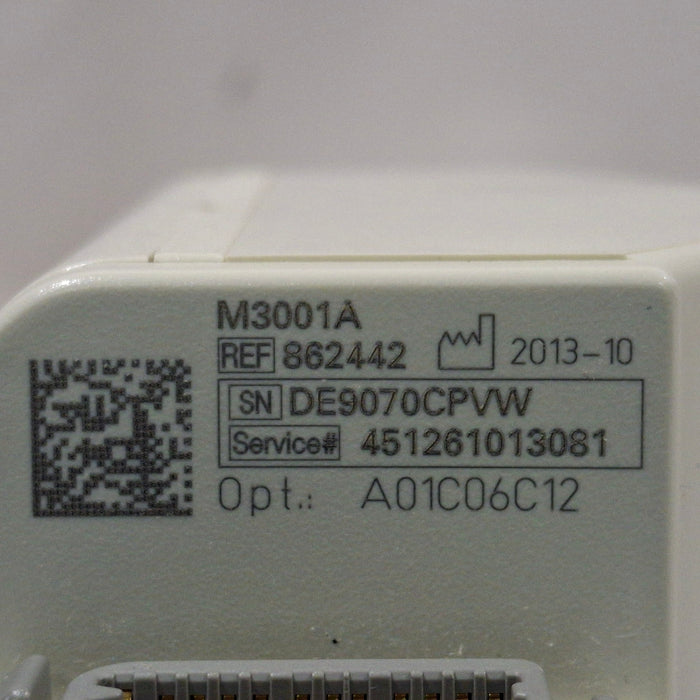 M3001A
REF 862442 2013-10
SN DE9070CPVW
Service# 451261013081
Opt.: A01C06C12